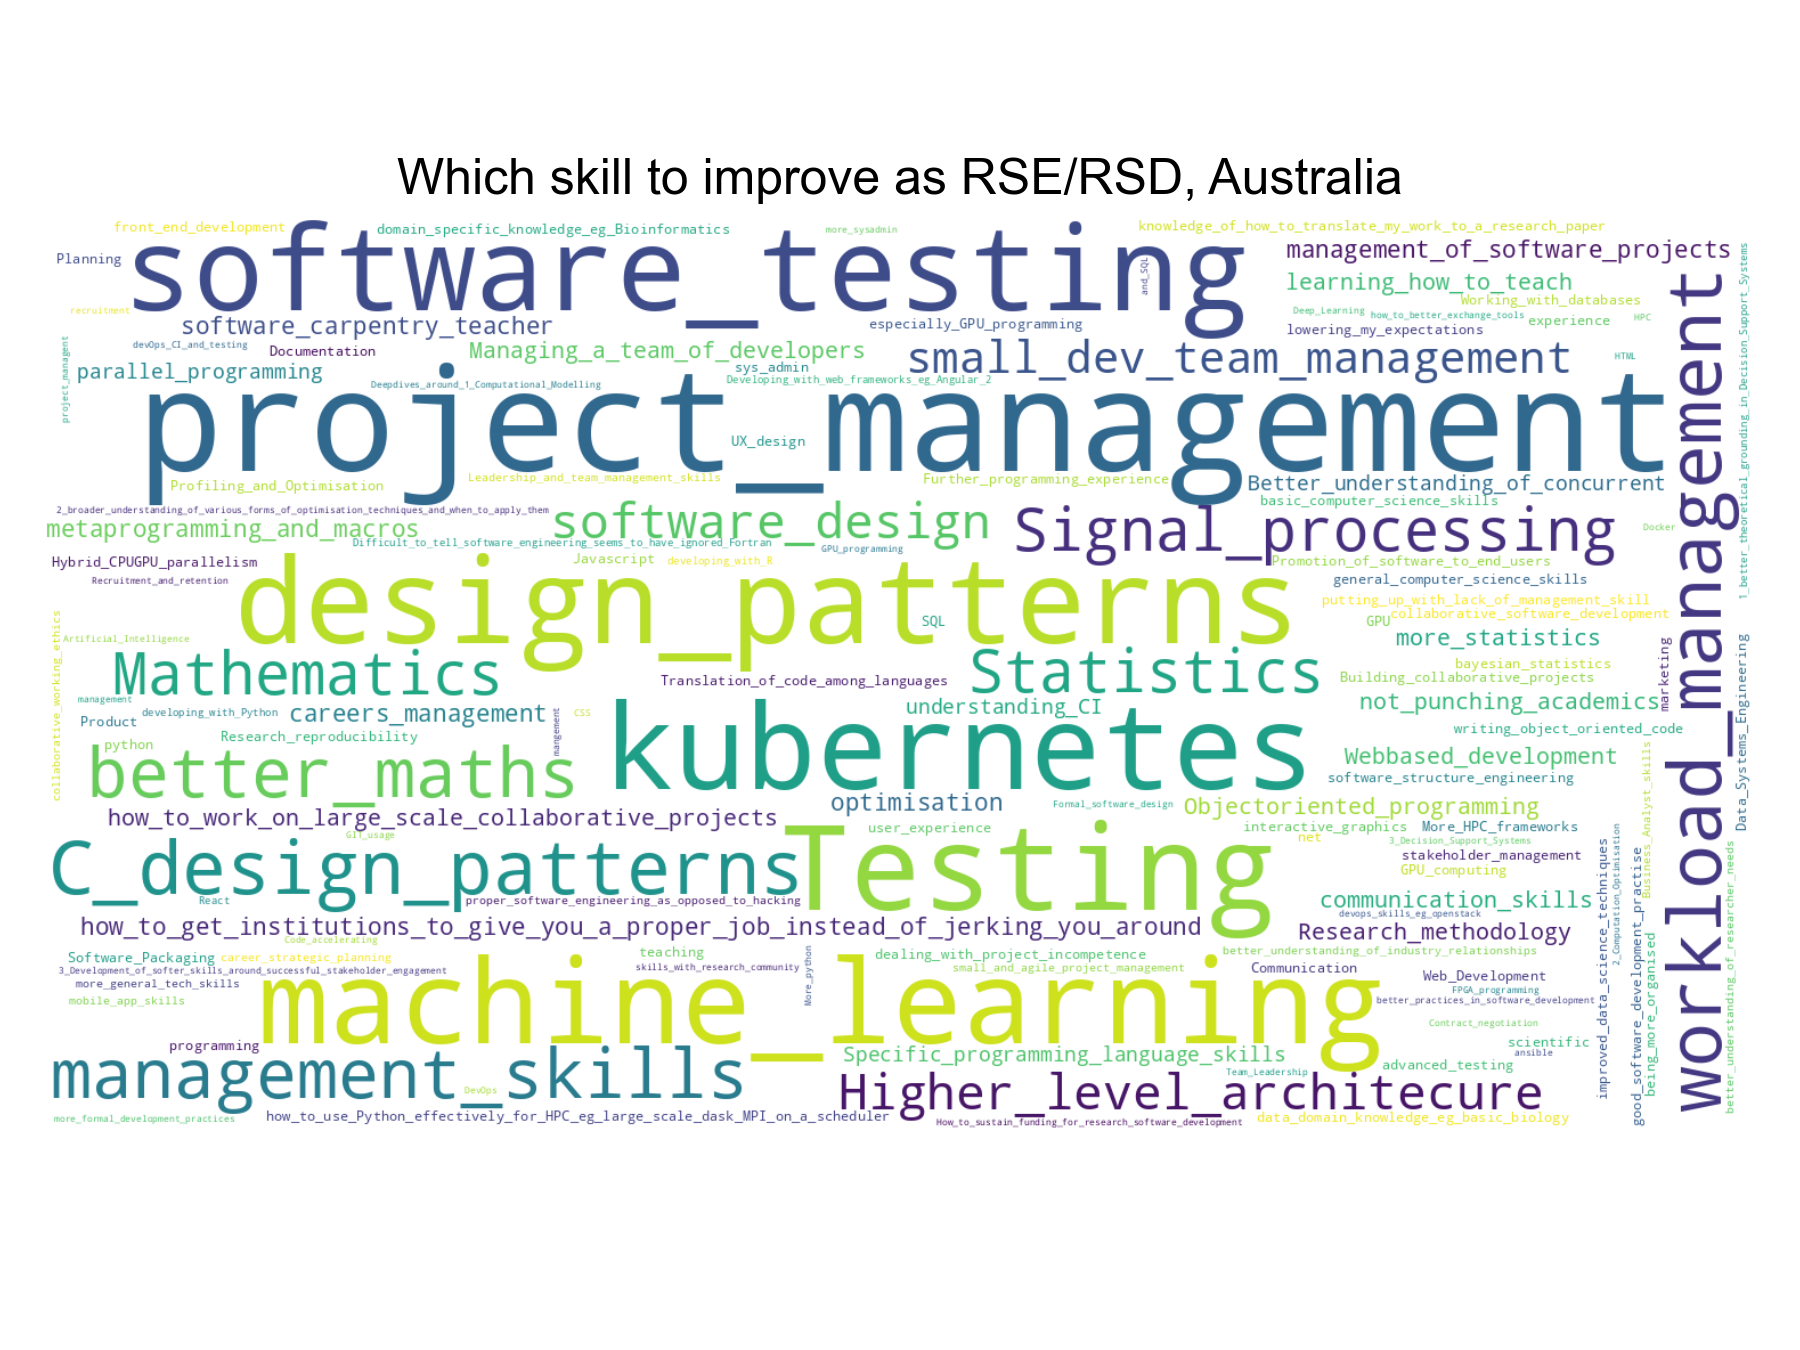 Which skill to improve as RSE/RSD, Australia
front_end_development
domain_specific_knowledge_eg_Bioinformatics
more_sysadmin
knowledge_of_how_to_translate_my_work_to_a_research_paper
Planning
software_testing
and_SQL
management_of_software_projects
learning_how_to_teach
Working_with_databases
recruitment
software_carpentry_teacher
especially_GPU_programming
Deep_Learning
how_to_better_exchange_tools
experience
HPC
lowering_my_expectations
devOps_CI_and_testing
Documentation
Managing_a_team_of_developers
small_dev_team_management
HTML
project_managent
parallel_programming
sys_admin
Deepdives_around_1_Computational_Modelling
Developing_with_web_frameworks_eg_Angular_2
project_management
UX_design
workload_management
1_better_theoretical_grounding_in_Decision_Support_Systems
Profiling_and_Optimisation
Leadership_and_team_management_skills
Further_programming_experience
Better_understanding_of_concurrent
basic_computer_science_skills
2_broader_understanding_of_various_forms_of_optimisation_techniques_and_when_to_apply_them
metaprogramming_and_macros
software_design
Signal_processing
Docker
Difficult_to_tell_software_engineering_seems_to_have_ignored_Fortran
GPU_programming
Hybrid_CPUGPU_parallelism
Javascript
developing_with_R
Promotion_of_software_to_end_users
Recruitment_and_retention
general_computer_science_skills
design_patterns
putting_up_with_lack_of_management_skill
collaborative_software_development
SQL
GPU
collaborative_working_ethics
Artificial_Intelligence
more_statistics
Mathematics
Statistics
bayesian_statistics
Translation_of_code_among_languages
Building_collaborative_projects
marketing
Data_Systems_Engineering
management
developing_with_Python
careers_management
CSS
understanding_CI
not_punching_academics
Product
kubernetes
Research_reproducibility
mangement
writing_object_oriented_code
python
better_maths
Webbased_development
software_structure_engineering
Business_Analyst_skills
optimisation
Formal_software_design
Objectoriented_programming
how_to_work_on_large_scale_collaborative_projects
GIT_usage
user_experience
interactive_graphics
More_HPC_frameworks
net
3_Decision_Support_Systems
C_design_patterns
Testing
stakeholder_management
GPU_computing
improved_data_science_techniques
2_Computation_Optimisation
good_software_development_practise
better_understanding_of_researcher_needs
React
proper_software_engineering_as_opposed_to_hacking
communication_skills
devops_skills_eg_openstack
how_to_get_institutions_to_give_you_a_proper_job_instead_of_jerking_you_around
Research_methodology
being_more_organised
Code_accelerating
Software_Packaging
career_strategic_planning
teaching
dealing_with_project_incompetence
better_understanding_of_industry_relationships
3_Development_of_softer_skills_around_successful_stakeholder_engagement
skills_with_research_community
More_python
small_and_agile_project_management
Communication
Web_Development
more_general_tech_skills
machine_learning
FPGA_programming
mobile_app_skills
better_practices_in_software_development
Contract_negotiation
programming
scientific
management_skills
Specific_programming_language_skills
ansible
advanced_testing
DevOps
Higher_level_architecure
Team_Leadership
more_formal_development_practices
how_to_use_Python_effectively_for_HPC_eg_large_scale_dask_MPI_on_a_scheduler
How_to_sustain_funding_for_research_software_development
data_domain_knowledge_eg_basic_biology